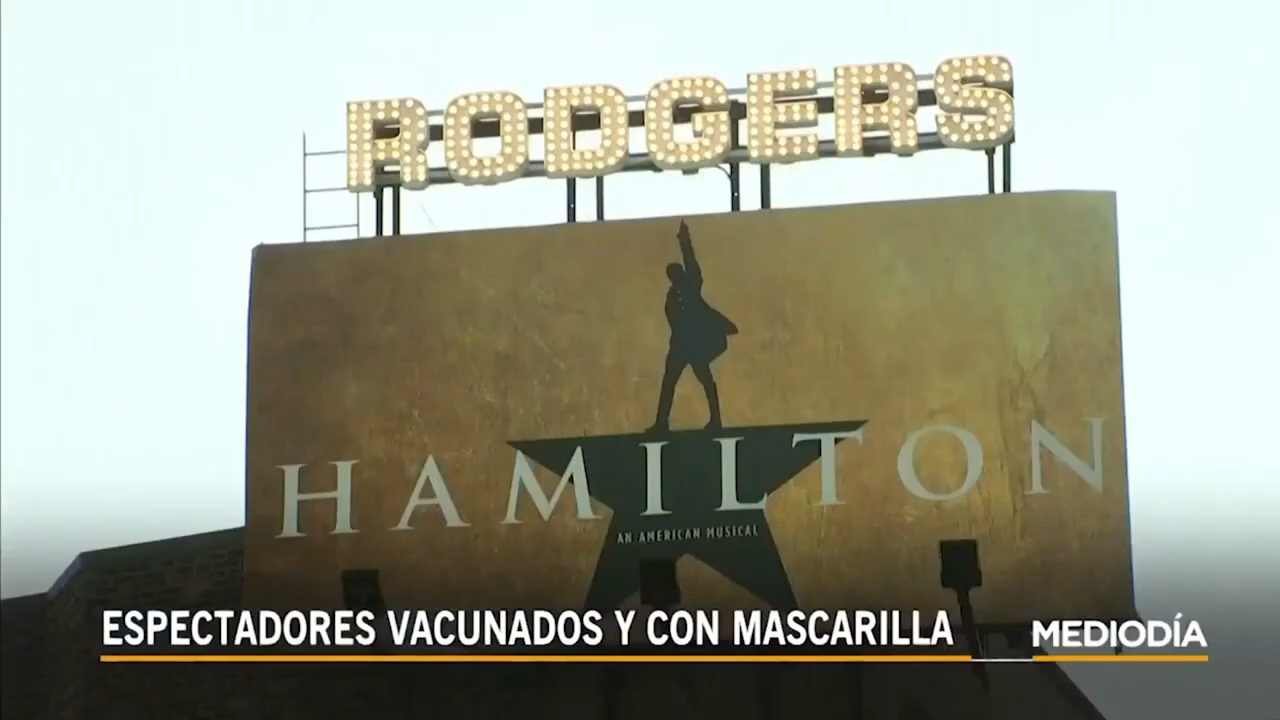 RODGERS
HAMILTON
AN AMERICAN MUSICAL
ESPECTADORES VACUNADOS Y CON MASCARILLA
MEDIODÍA